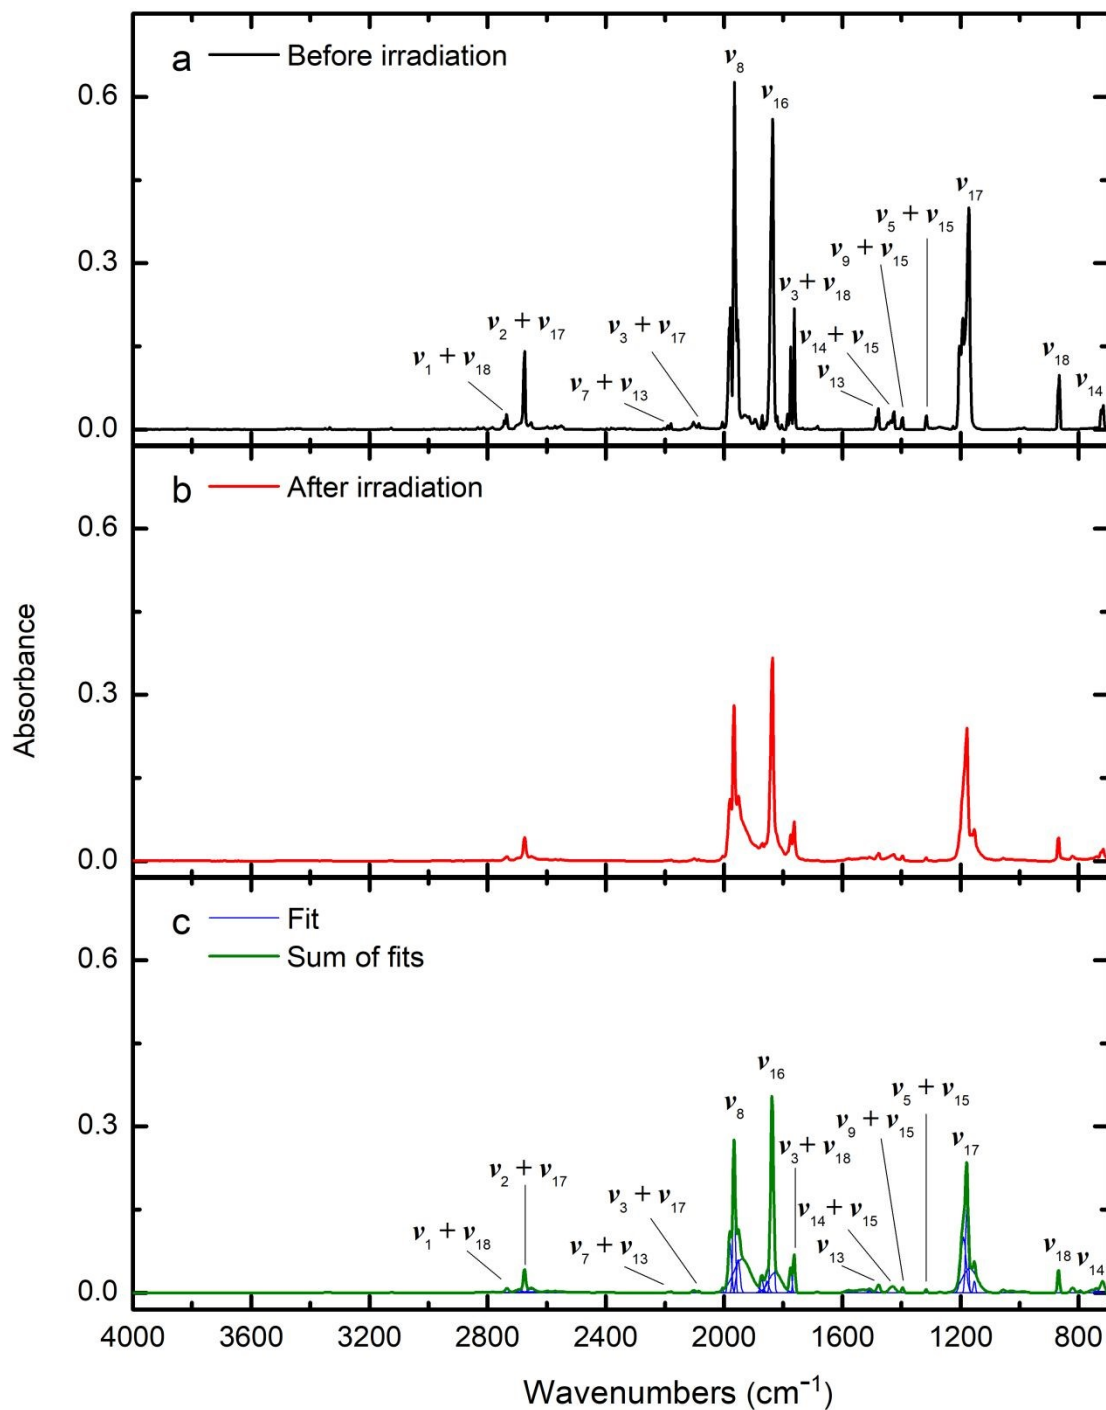 a Before irradiation
ν8
ν16
ν17
ν5 + ν15
ν9 + ν15
ν3 + ν18
ν2 + ν17
ν3 + ν17
ν14 + ν15
ν1 + ν18
ν7 + ν13
ν13
ν18
ν14
0.6
0.3
0.0
b After irradiation
0.6
0.3
0.0
Absorbance
c Fit
Sum of fits
ν16
ν8
ν5 + ν15
ν9 + ν15
ν17
ν3 + ν18
ν2 + ν17
ν3 + ν17
ν14 + ν15
ν1 + ν18
ν7 + ν13
ν13
ν18
ν14
0.6
0.3
0.0
4000 3600 3200 2800 2400 2000 1600 1200 800
Wavenumbers (cm⁻¹)